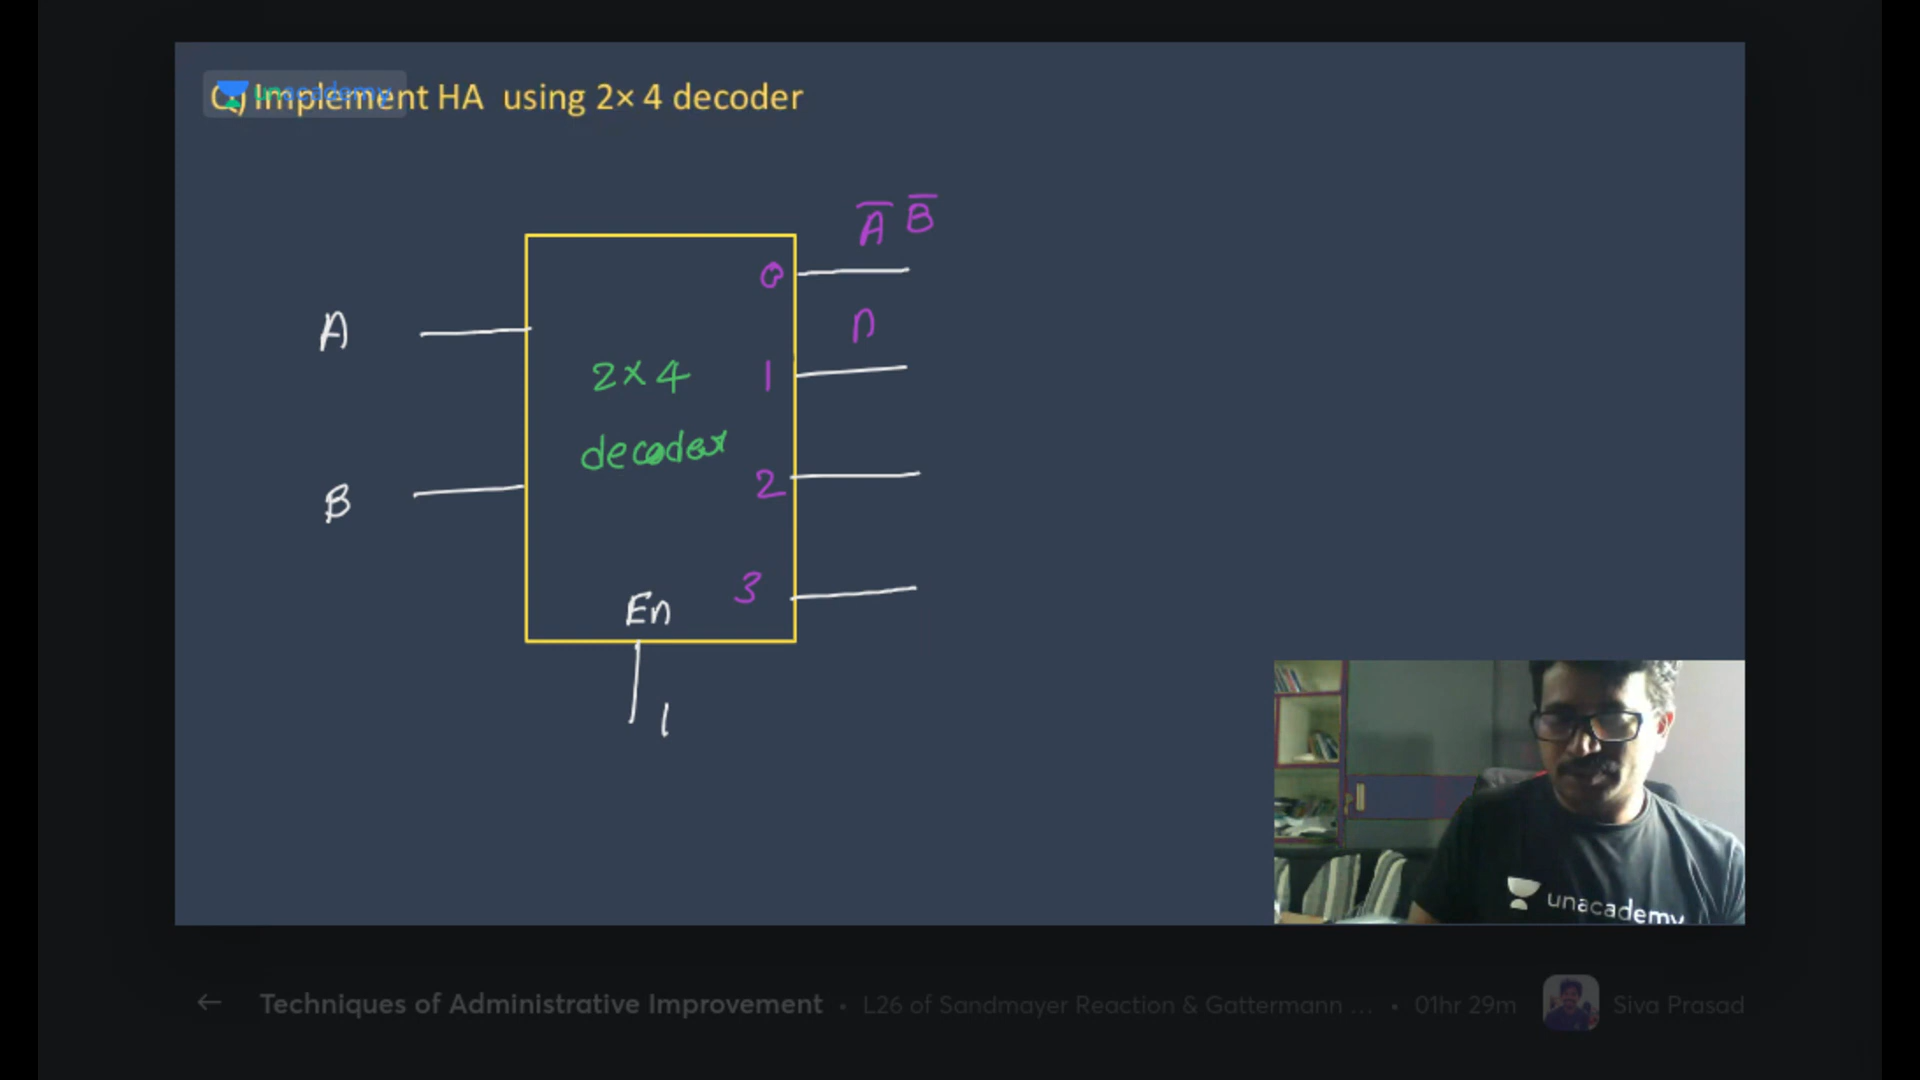 Q) Implement HA using 2× 4 decoder
unacademy
A̅ B̅
0
A
n
2×4
1
decoder
B
2
3
En
1
unacademy
← Techniques of Administrative Improvement • L26 of Sandmayer Reaction & Gattermann ... • 01hr 29m Siva Prasad